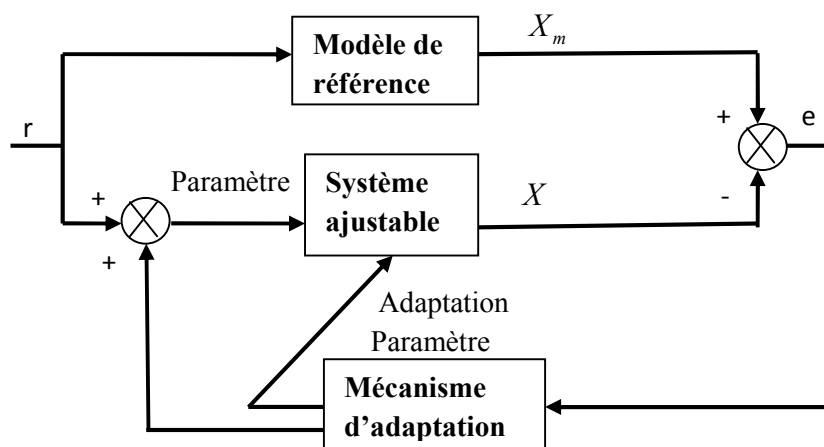 Modèle de
référence
X_m
+
e
r
Paramètre
Système
ajustable
X
-
+
+
Adaptation
Paramètre
Mécanisme
d'adaptation